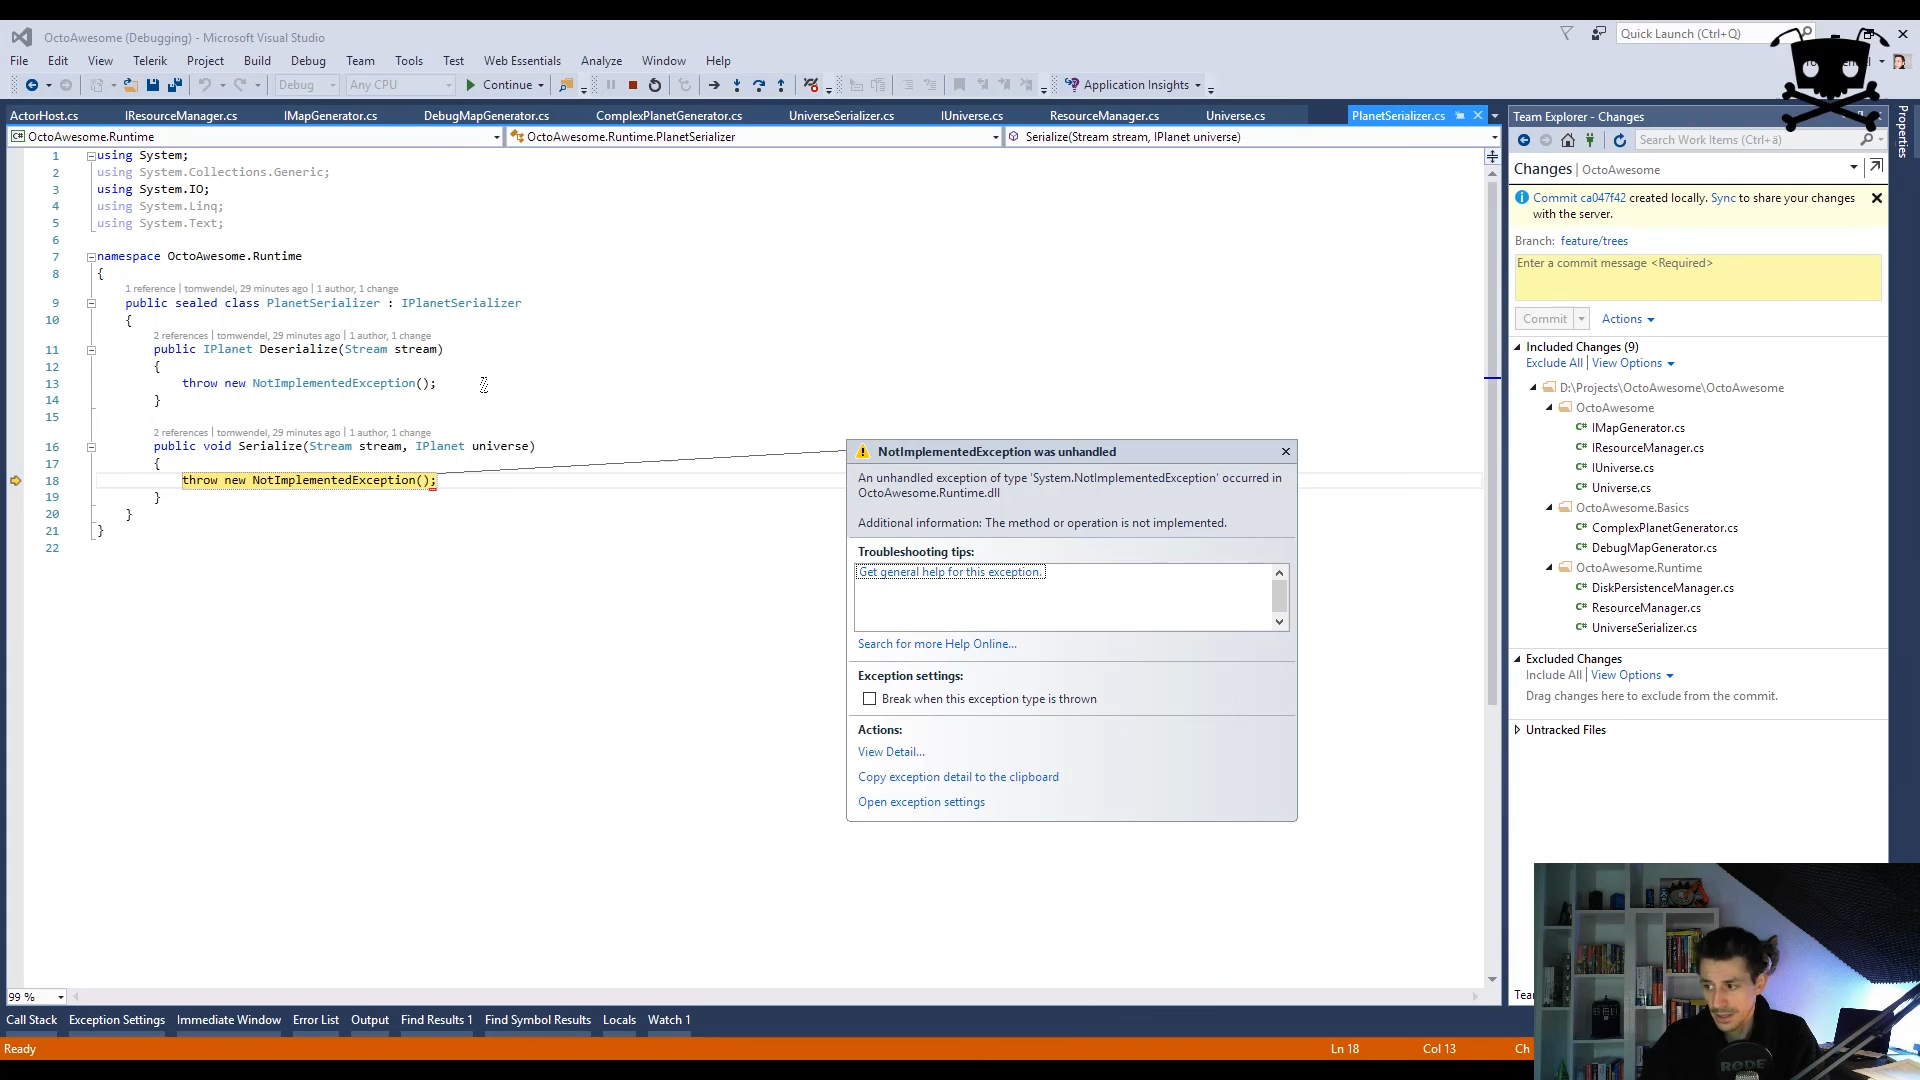 OctoAwesome (Debugging) - Microsoft Visual Studio
Quick Launch (Ctrl+Q)
File Edit View Telerik Project Build Debug Team Tools Test Web Essentials Analyze Window Help
Debug Any CPU Continue Application Insights
ActorHost.cs IResourceManager.cs IMapGenerator.cs DebugMapGenerator.cs ComplexPlanetGenerator.cs UniverseSerializer.cs IUniverse.cs ResourceManager.cs Universe.cs PlanetSerializer.cs
OctoAwesome.Runtime OctoAwesome.Runtime.PlanetSerializer Serialize(Stream stream, IPlanet universe)
1 using System;
2 using System.Collections.Generic;
3 using System.IO;
4 using System.Linq;
5 using System.Text;
6
7 namespace OctoAwesome.Runtime
8 {
1 reference | tomwendel, 29 minutes ago | 1 author, 1 change
9 public sealed class PlanetSerializer : IPlanetSerializer
10 {
2 references | tomwendel, 29 minutes ago | 1 author, 1 change
11 public IPlanet Deserialize(Stream stream)
12 {
13 throw new NotImplementedException();
14 }
15
2 references | tomwendel, 29 minutes ago | 1 author, 1 change
16 public void Serialize(Stream stream, IPlanet universe)
17 {
18 throw new NotImplementedException();
19 }
20 }
21 }
22
NotImplementedException was unhandled
An unhandled exception of type 'System.NotImplementedException' occurred in
OctoAwesome.Runtime.dll
Additional information: The method or operation is not implemented.
Troubleshooting tips:
Get general help for this exception.
Search for more Help Online...
Exception settings:
Break when this exception type is thrown
Actions:
View Detail...
Copy exception detail to the clipboard
Open exception settings
Team Explorer - Changes
Search Work Items (Ctrl+ä)
Changes | OctoAwesome
Commit ca047f42 created locally. Sync to share your changes
with the server.
Branch: feature/trees
Enter a commit message <Required>
Commit Actions
Included Changes (9)
Exclude All | View Options
D:\Projects\OctoAwesome\OctoAwesome
OctoAwesome
IMapGenerator.cs
IResourceManager.cs
IUniverse.cs
Universe.cs
OctoAwesome.Basics
ComplexPlanetGenerator.cs
DebugMapGenerator.cs
OctoAwesome.Runtime
DiskPersistenceManager.cs
ResourceManager.cs
UniverseSerializer.cs
Excluded Changes
Include All | View Options
Drag changes here to exclude from the commit.
Untracked Files
Properties
99 %
Call Stack Exception Settings Immediate Window Error List Output Find Results 1 Find Symbol Results Locals Watch 1
Ready Ln 18 Col 13 Ch
RODE